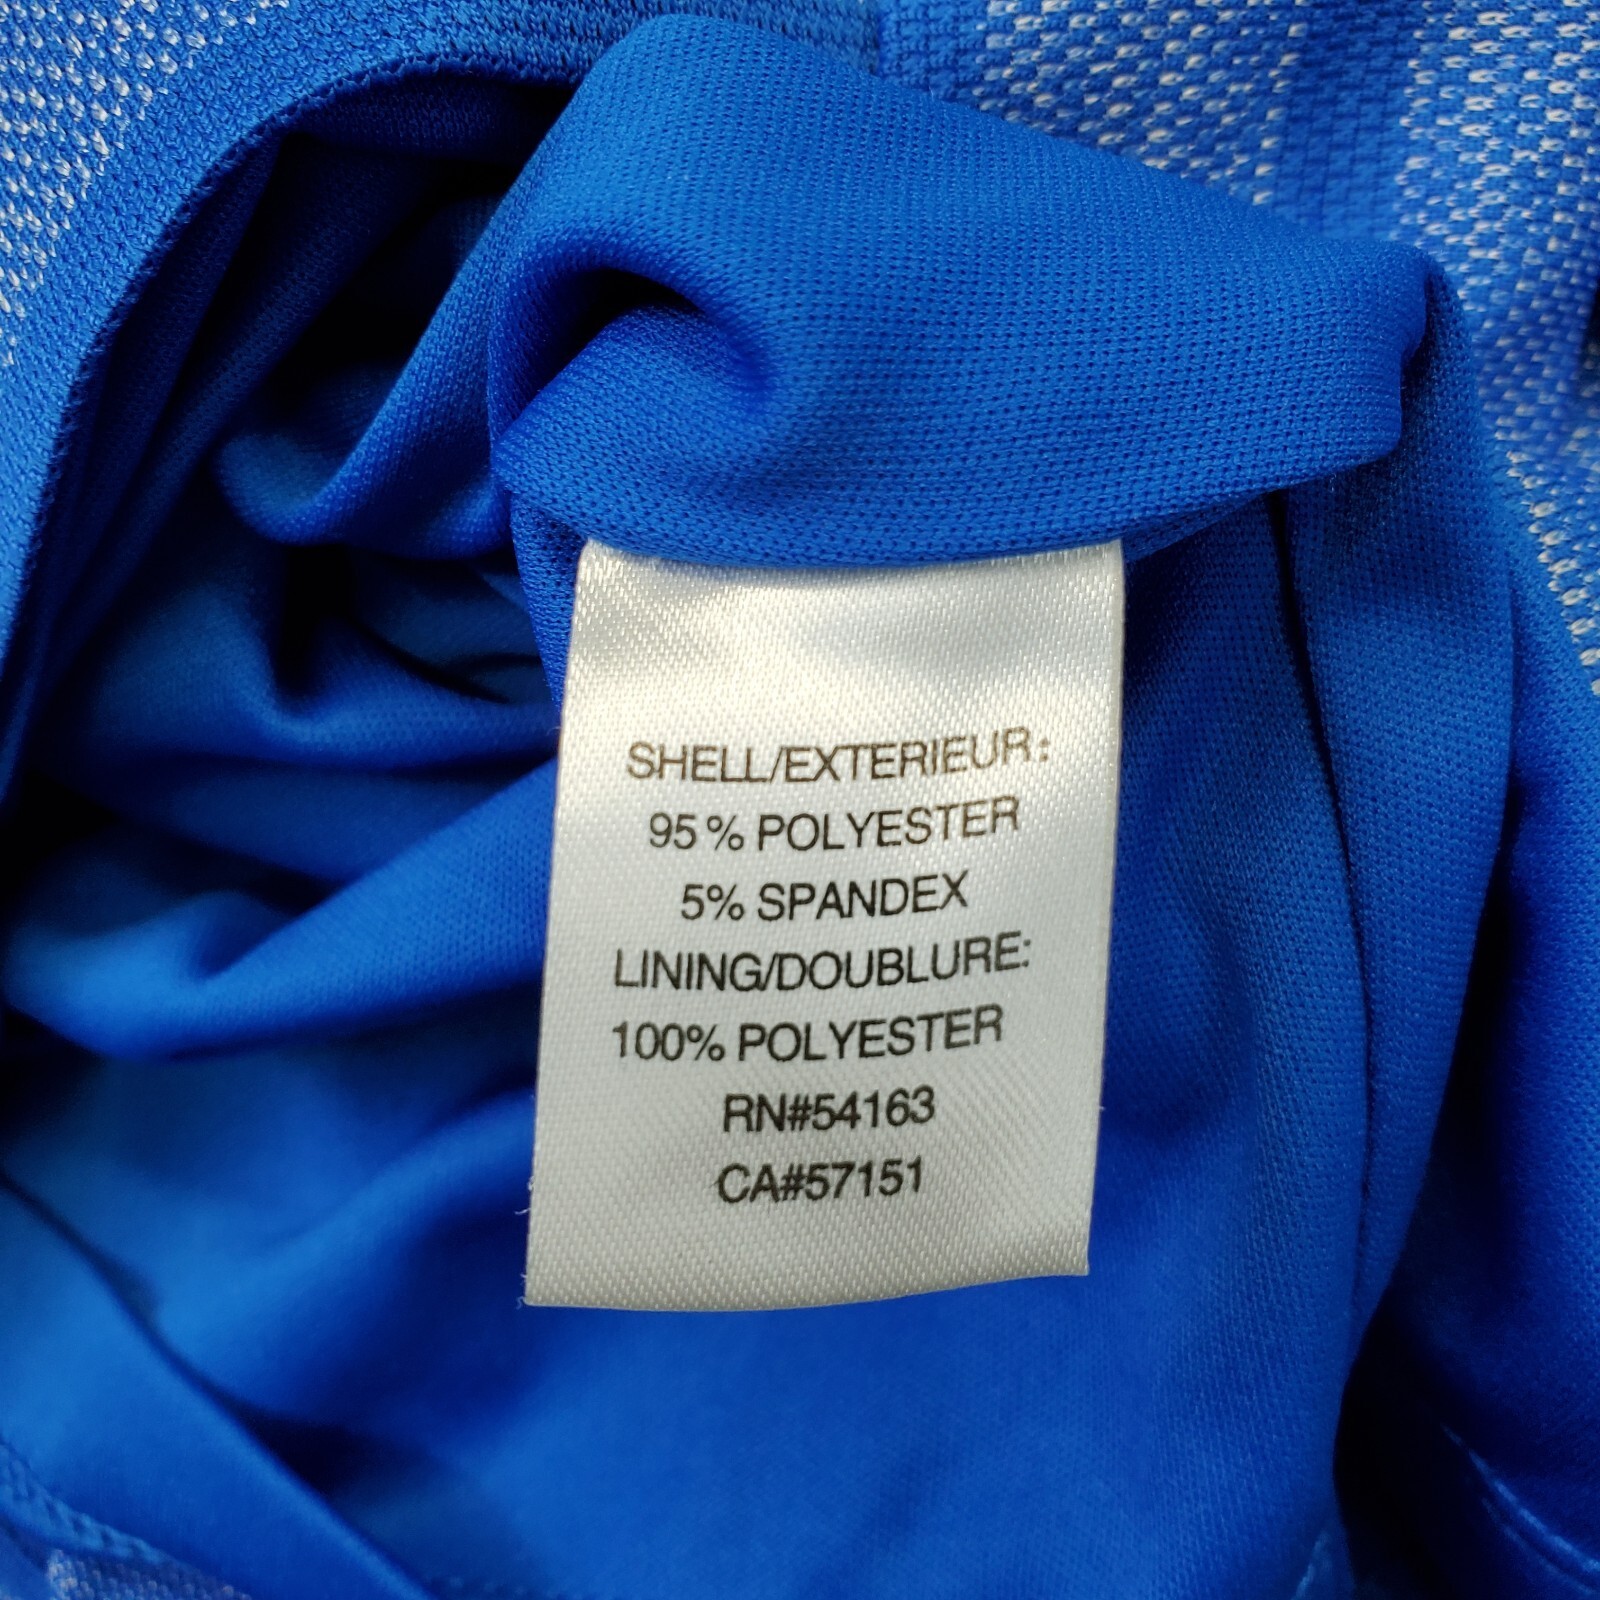 SHELL/EXTERIEUR:
95% POLYESTER
5% SPANDEX
LINING/DOUBLURE:
100% POLYESTER
RN#54163
CA#57151